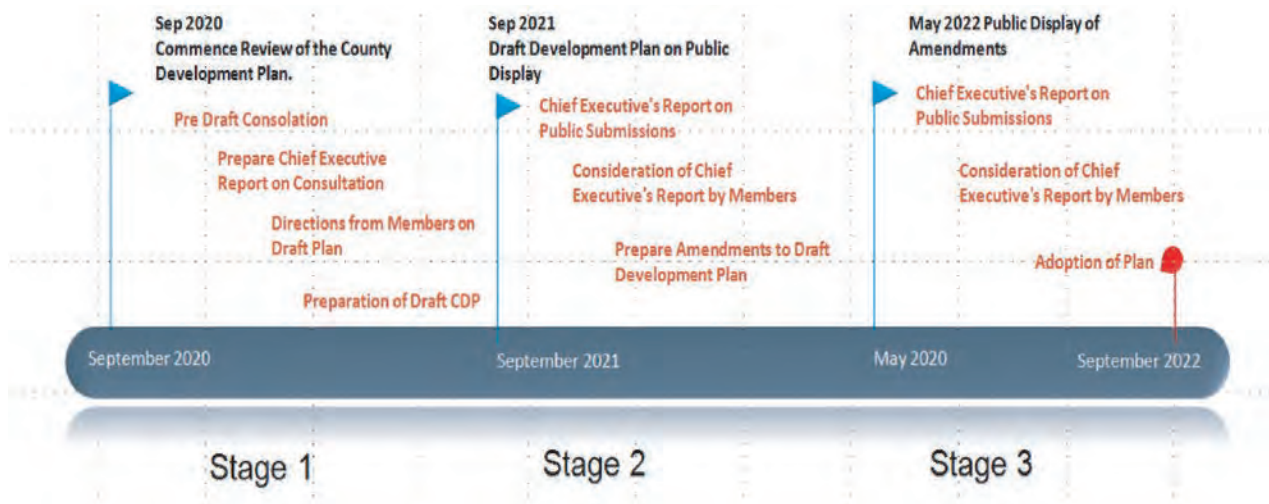 Sep 2020
Commence Review of the County
Development Plan.
Pre Draft Consolation
Prepare Chief Executive
Report on Consultation
Directions from Members on
Draft Plan
Preparation of Draft CDP
Sep 2021
Draft Development Plan on Public
Display
Chief Executive's Report on
Public Submissions
Consideration of Chief
Executive's Report by Members
Prepare Amendments to Draft
Development Plan
May 2022 Public Display of
Amendments
Chief Executive's Report on
Public Submissions
Consideration of Chief
Executive's Report by Members
Adoption of Plan
September 2020
September 2021
May 2020
September 2022
Stage 1
Stage 2
Stage 3